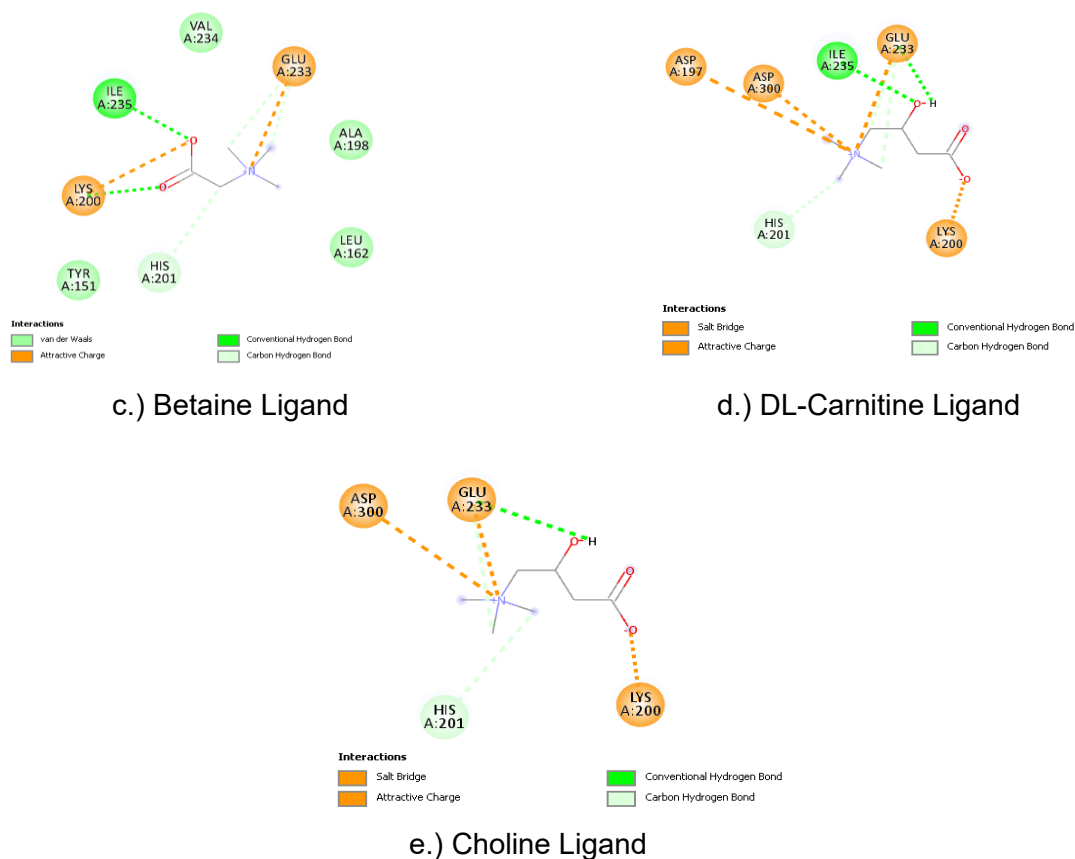 VAL
A:234
GLU
A:233
ILE
A:235
ALA
A:198
O
O
N
+
LYS
A:200
LEU
A:162
TYR
A:151
HIS
A:201
Interactions
van der Waals
Attractive Charge
Conventional Hydrogen Bond
Carbon Hydrogen Bond
c.) Betaine Ligand
ASP
A:197
ASP
A:300
ILE
A:235
GLU
A:233
O
H
O
N
+
-O
HIS
A:201
LYS
A:200
Interactions
Salt Bridge
Attractive Charge
Conventional Hydrogen Bond
Carbon Hydrogen Bond
d.) DL-Carnitine Ligand
ASP
A:300
GLU
A:233
O
H
O
+N
-O
HIS
A:201
LYS
A:200
Interactions
Salt Bridge
Attractive Charge
Conventional Hydrogen Bond
Carbon Hydrogen Bond
e.) Choline Ligand